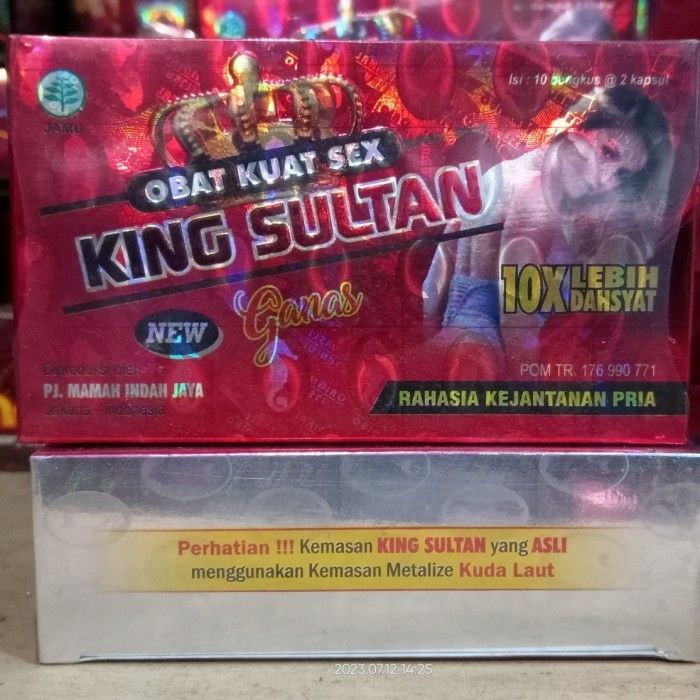 Isi : 10 bungkus @ 2 kapsul
JAMU
OBAT KUAT SEX
KING SULTAN
10X LEBIH DAHSYAT
Ganas
NEW
Diproduksi oleh
PJ. MAMAH INDAH JAYA
Jakarta - Indonesia
POM TR. 176 990 771
RAHASIA KEJANTANAN PRIA
Perhatian !!! Kemasan KING SULTAN yang ASLI
menggunakan Kemasan Metalize Kuda Laut
2023.07.12 14:25